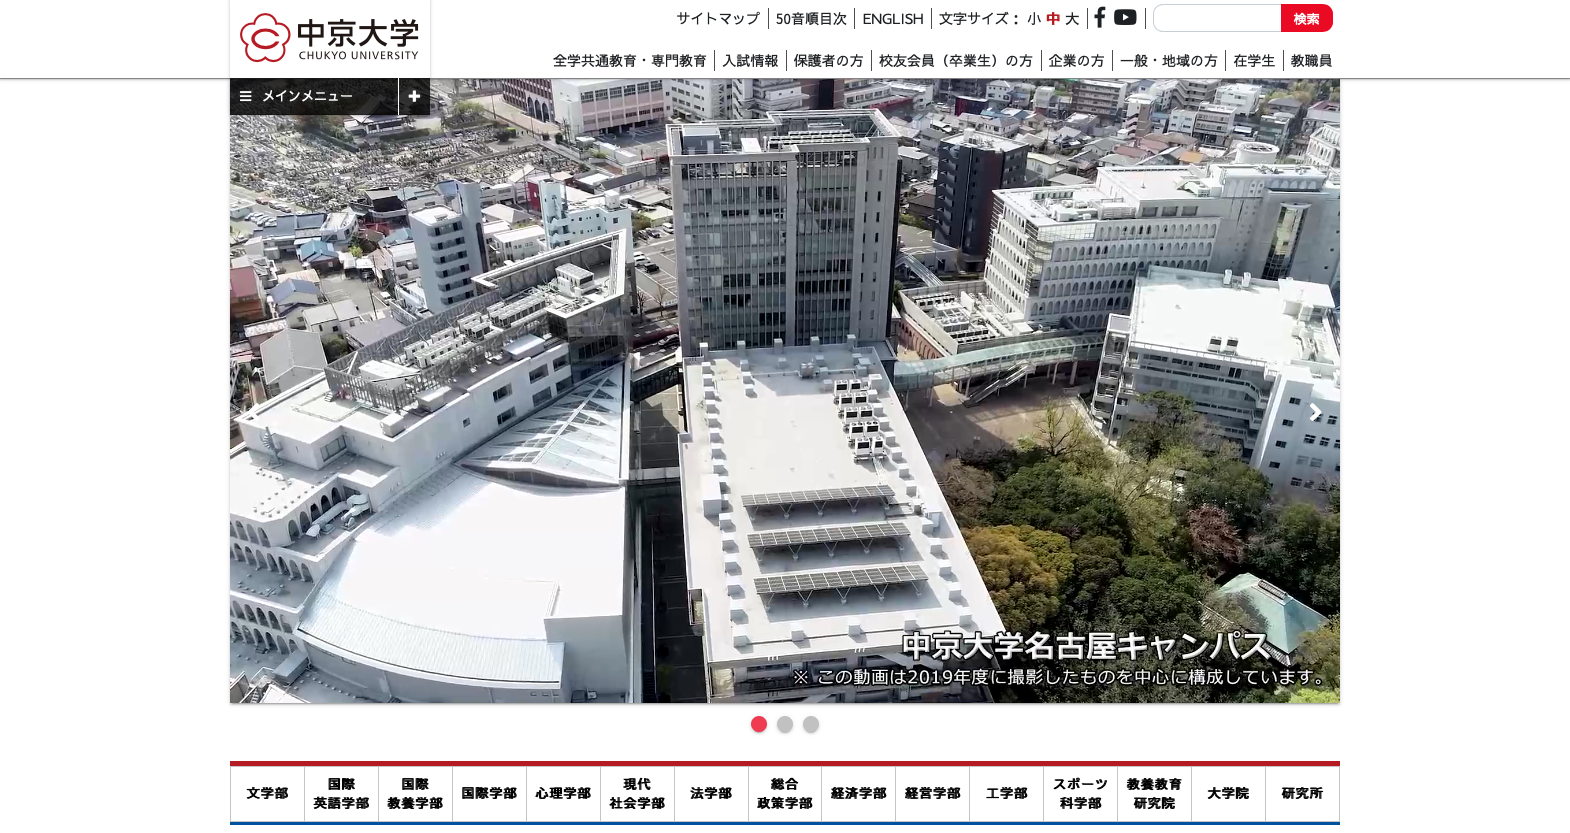 中京大学
CHUKYO UNIVERSITY
サイトマップ 50音順目次 ENGLISH 文字サイズ： 小 中 大 検索
全学共通教育・専門教育 入試情報 保護者の方 校友会員（卒業生）の方 企業の方 一般・地域の方 在学生 教職員
メインメニュー
中京大学名古屋キャンパス
※ この動画は2019年度に撮影したものを中心に構成しています。
文学部 国際英語学部 国際教養学部 国際学部 心理学部 現代社会学部 法学部 総合政策学部 経済学部 経営学部 工学部 スポーツ科学部 教養教育研究院 大学院 研究所